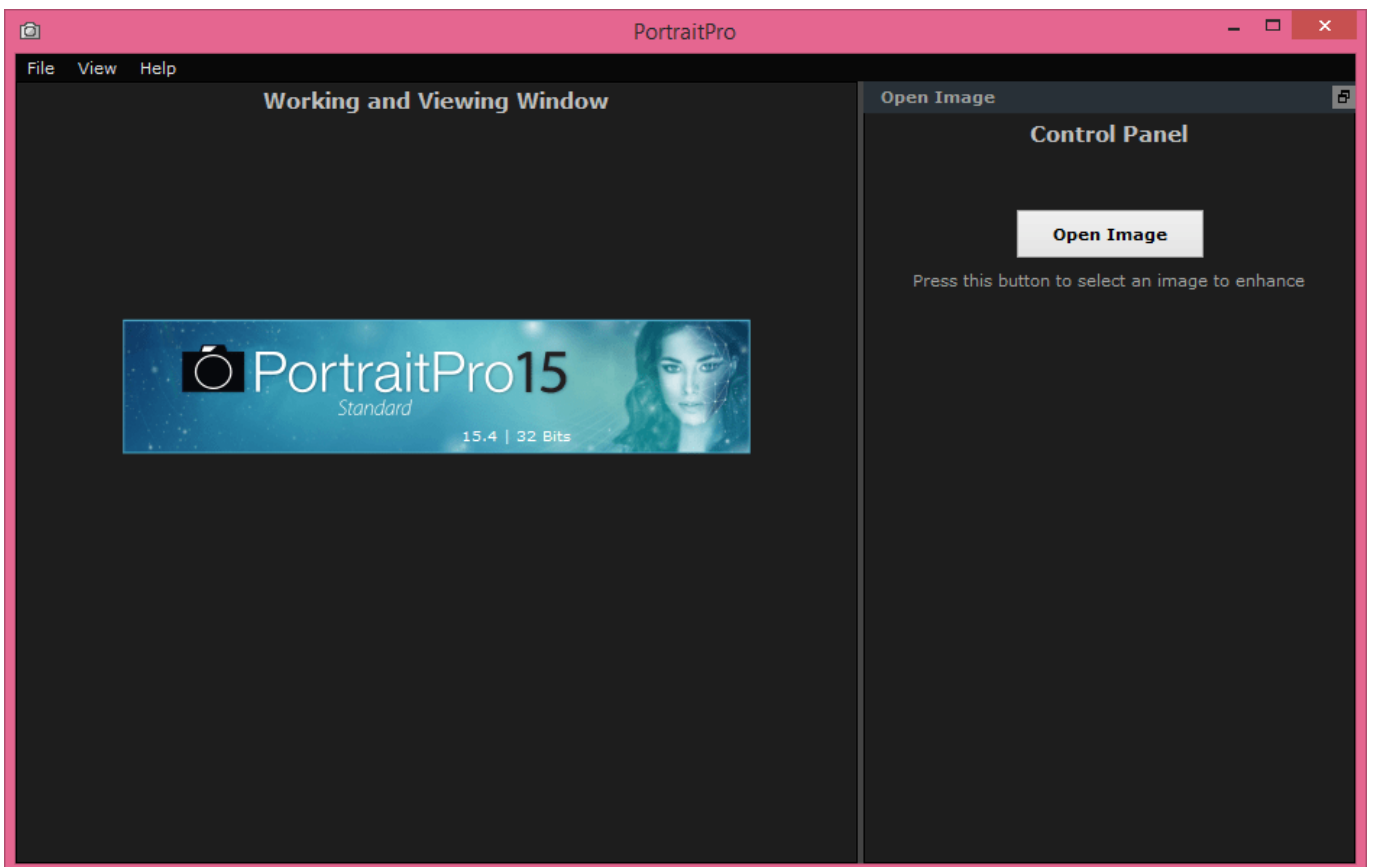 PortraitPro
File View Help
Working and Viewing Window
PortraitPro15
Standard
15.4 | 32 Bits
Open Image
Control Panel
Open Image
Press this button to select an image to enhance